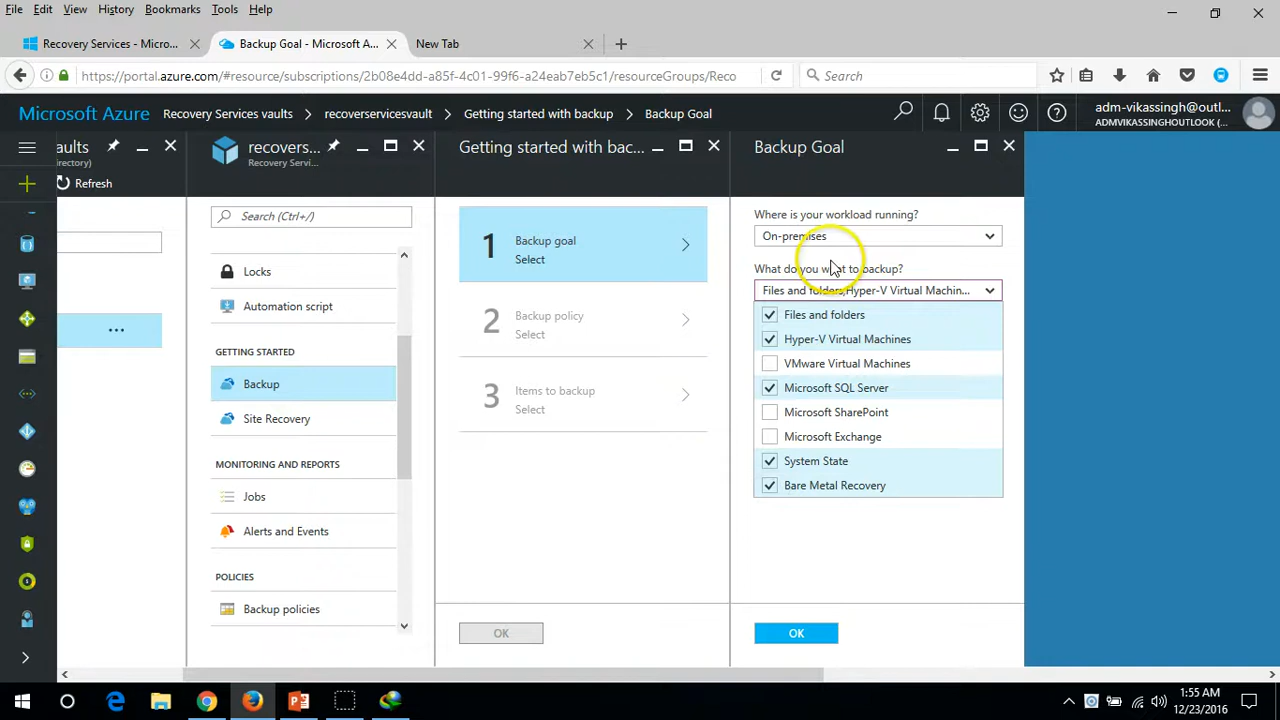 File Edit View History Bookmarks Tools Help
Recovery Services - Micro...
Backup Goal - Microsoft A...
New Tab
https://portal.azure.com/#resource/subscriptions/2b08e4dd-a85f-4c01-99f6-a249b7eb5c1/resourceGroups/Reco
Search
Microsoft Azure
Recovery Services vaults > recoverservicesvault > Getting started with backup > Backup Goal
adm-vikassingh@outl...
ADMVIKASSINGHOUTLOOK (...
aults
rectory)
Refresh
recovers...
Recovery Servi...
Search (Ctrl+/)
Locks
Automation script
GETTING STARTED
Backup
Site Recovery
MONITORING AND REPORTS
Jobs
Alerts and Events
POLICIES
Backup policies
Getting started with bac...
1 Backup goal
Select
2 Backup policy
Select
3 Items to backup
Select
OK
Backup Goal
Where is your workload running?
On-premises
What do you want to backup?
Files and folders,Hyper-V Virtual Machin...
Files and folders
Hyper-V Virtual Machines
VMware Virtual Machines
Microsoft SQL Server
Microsoft SharePoint
Microsoft Exchange
System State
Bare Metal Recovery
OK
1:55 AM
12/23/2016